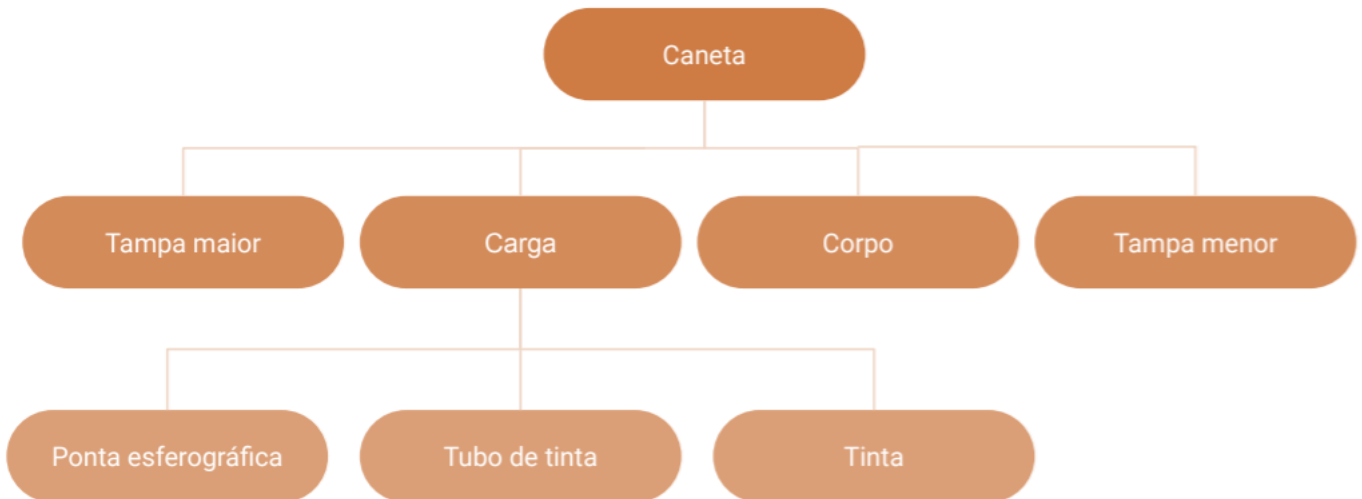 Caneta
Tampa maior
Carga
Corpo
Tampa menor
Ponta esferográfica
Tubo de tinta
Tinta